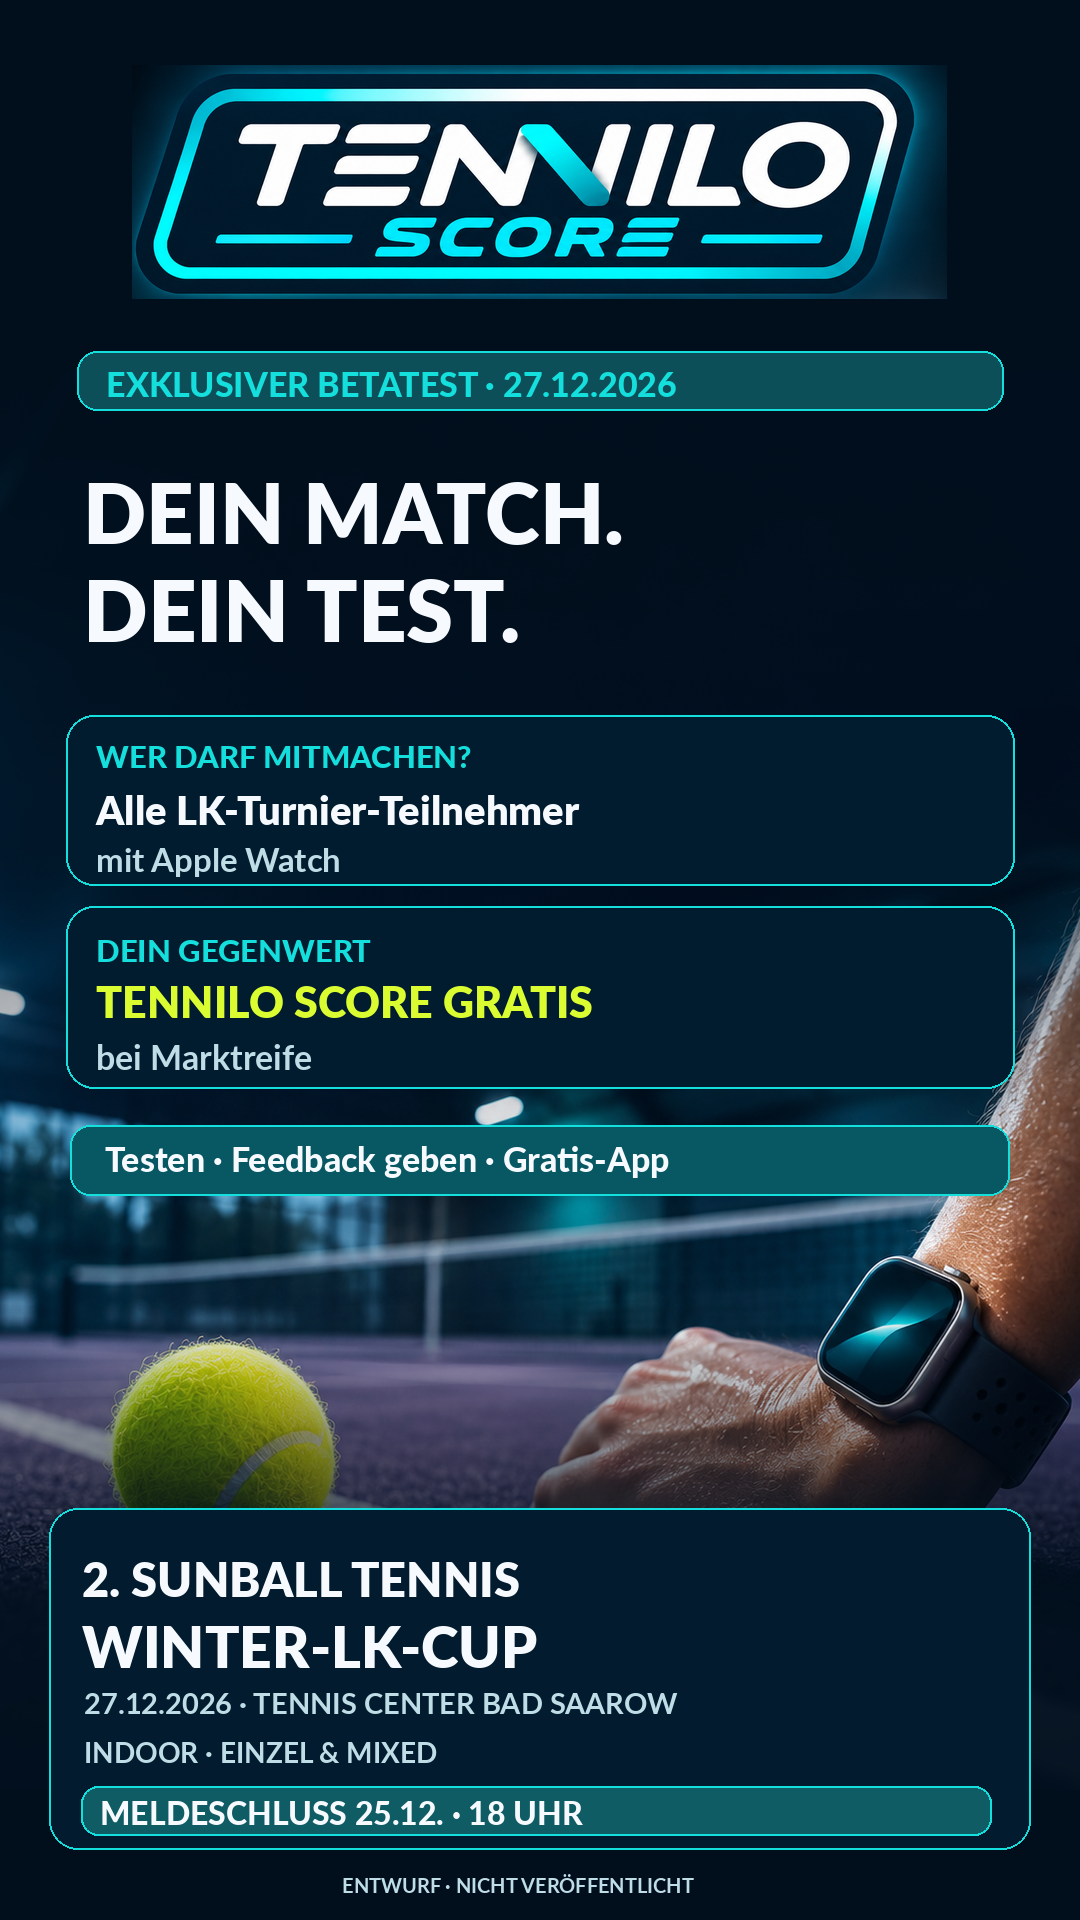 TENNILO
SCORE
EXKLUSIVER BETATEST · 27.12.2026
DEIN MATCH.
DEIN TEST.
WER DARF MITMACHEN?
Alle LK-Turnier-Teilnehmer
mit Apple Watch
DEIN GEGENWERT
TENNILO SCORE GRATIS
bei Marktreife
Testen · Feedback geben · Gratis-App
2. SUNBALL TENNIS
WINTER-LK-CUP
27.12.2026 · TENNIS CENTER BAD SAAROW
INDOOR · EINZEL & MIXED
MELDESCHLUSS 25.12. · 18 UHR
ENTWURF · NICHT VERÖFFENTLICHT